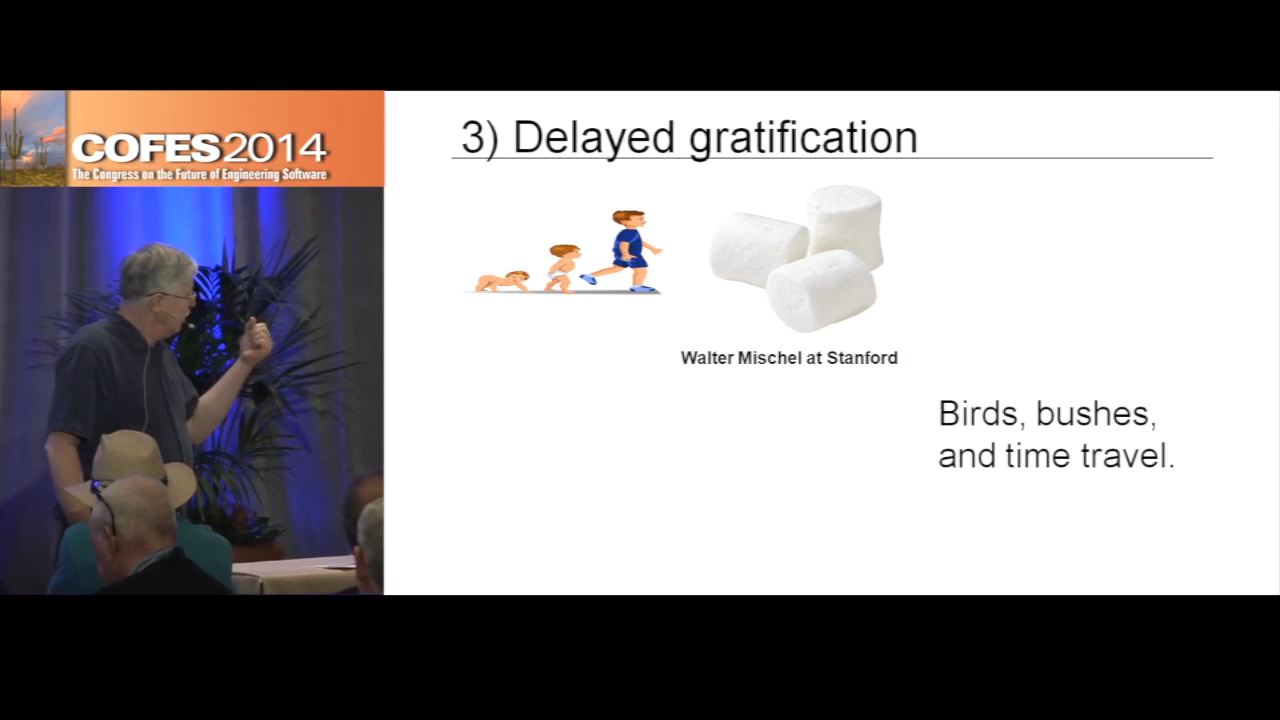 COFES2014
The Congress on the Future of Engineering Software
3) Delayed gratification
Walter Mischel at Stanford
Birds, bushes,
and time travel.